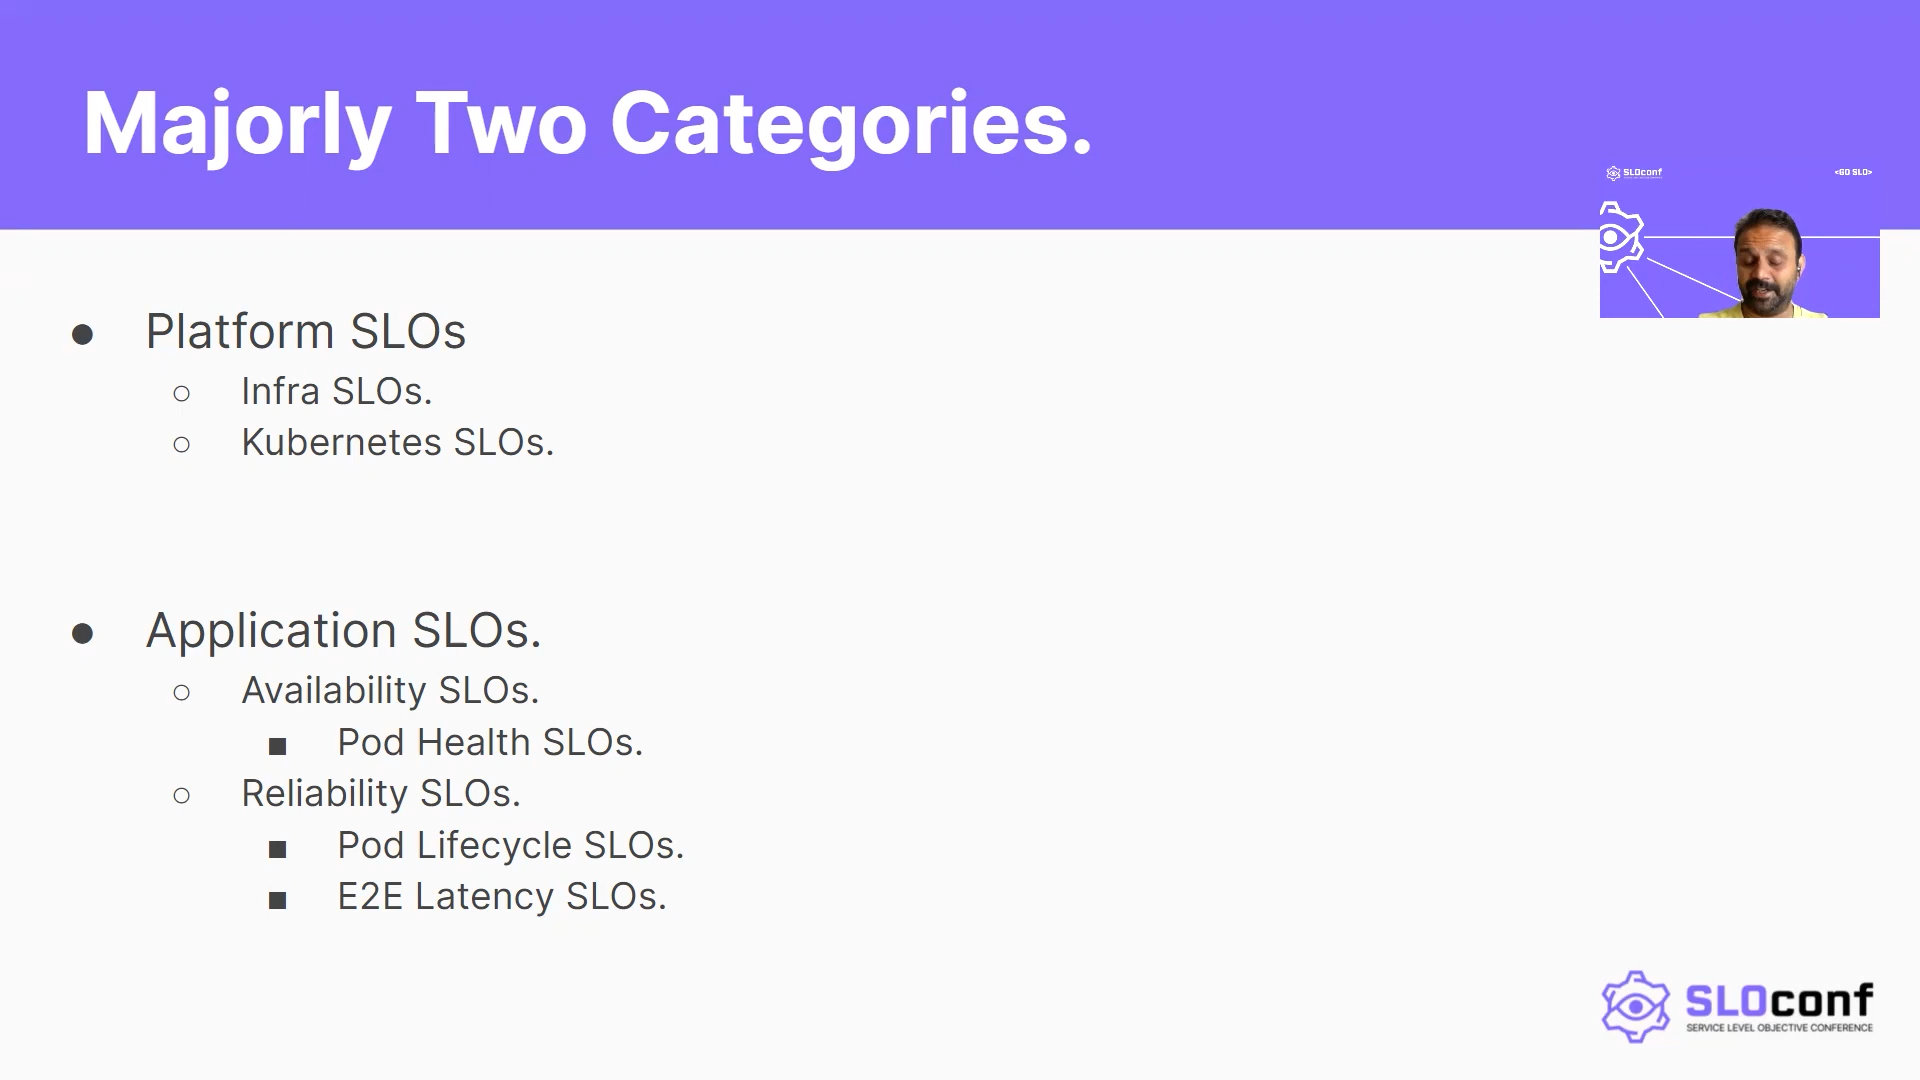 Majorly Two Categories.
SLOconf
<GO SLO>
● Platform SLOs
○ Infra SLOs.
○ Kubernetes SLOs.
● Application SLOs.
○ Availability SLOs.
■ Pod Health SLOs.
○ Reliability SLOs.
■ Pod Lifecycle SLOs.
■ E2E Latency SLOs.
SLOconf
SERVICE LEVEL OBJECTIVE CONFERENCE